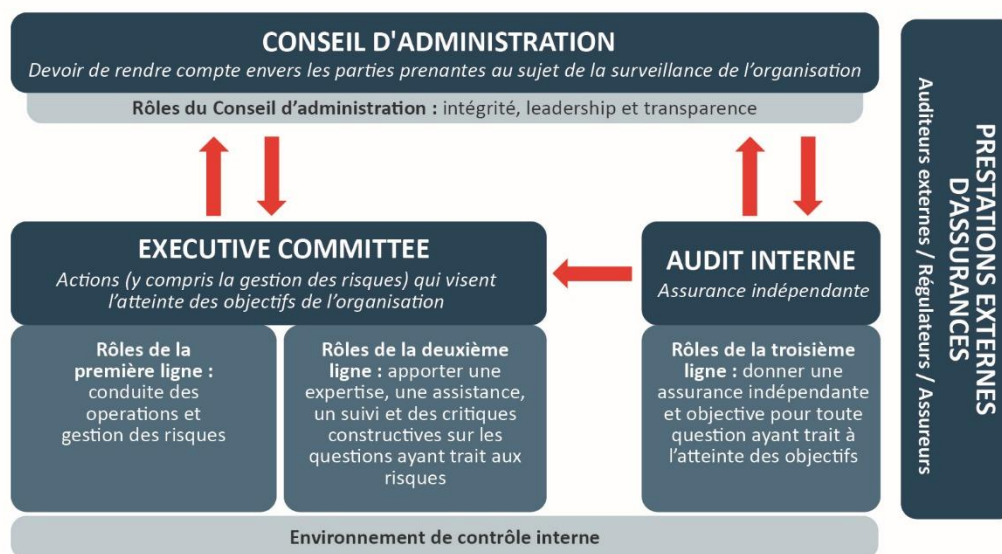 CONSEIL D'ADMINISTRATION
Devoir de rendre compte envers les parties prenantes au sujet de la surveillance de l'organisation
Rôles du Conseil d'administration : intégrité, leadership et transparence
EXECUTIVE COMMITTEE
Actions (y compris la gestion des risques) qui visent
l'atteinte des objectifs de l'organisation
Rôles de la
première ligne :
conduite des
operations et
gestion des risques
Rôles de la deuxième
ligne : apporter une
expertise, une assistance,
un suivi et des critiques
constructives sur les
questions ayant trait aux
risques
AUDIT INTERNE
Assurance indépendante
Rôles de la troisième
ligne : donner une
assurance indépendante
et objective pour toute
question ayant trait à
l'atteinte des objectifs
Environnement de contrôle interne
PRESTATIONS EXTERNES
D'ASSURANCES
Auditeurs externes / Régulateurs / Assureurs